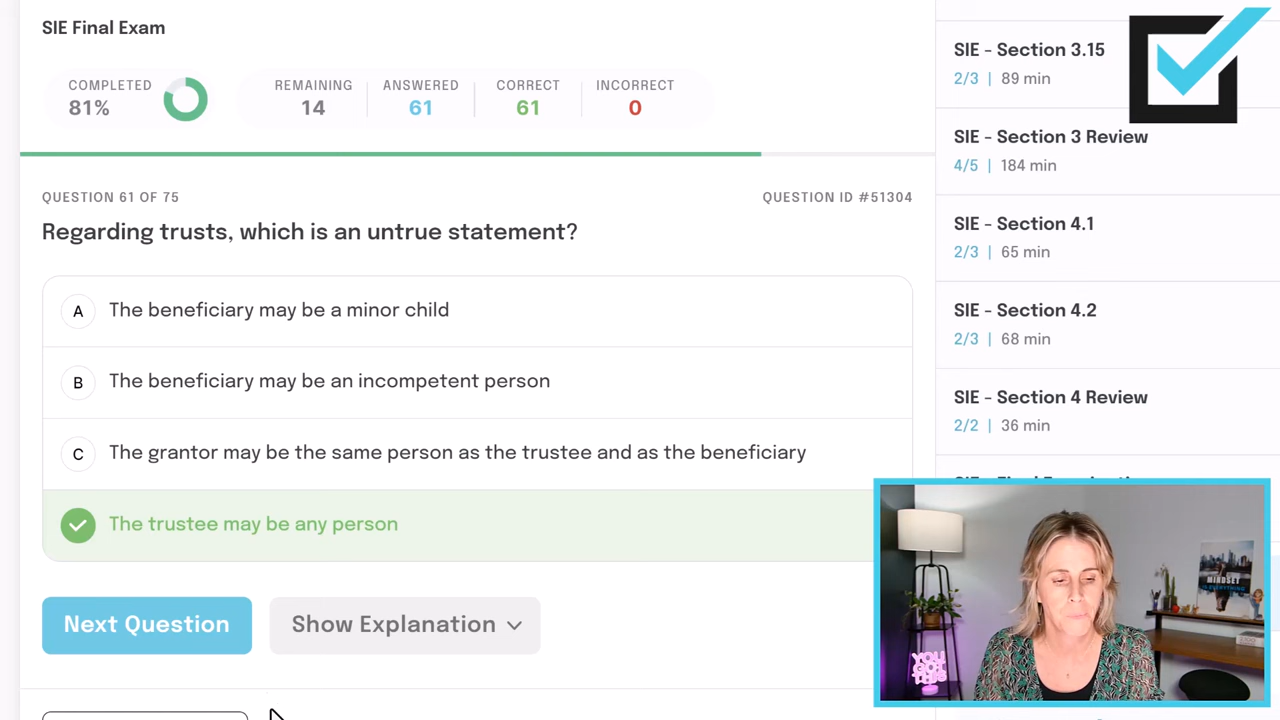 SIE Final Exam
COMPLETED
81%
REMAINING
14
ANSWERED
61
CORRECT
61
INCORRECT
0
QUESTION 61 OF 75
QUESTION ID #51304
Regarding trusts, which is an untrue statement?
A The beneficiary may be a minor child
B The beneficiary may be an incompetent person
C The grantor may be the same person as the trustee and as the beneficiary
The trustee may be any person
Next Question
Show Explanation
SIE - Section 3.15
2/3 | 89 min
SIE - Section 3 Review
4/5 | 184 min
SIE - Section 4.1
2/3 | 65 min
SIE - Section 4.2
2/3 | 68 min
SIE - Section 4 Review
2/2 | 36 min
MINDSET
YOU
GOT
THIS